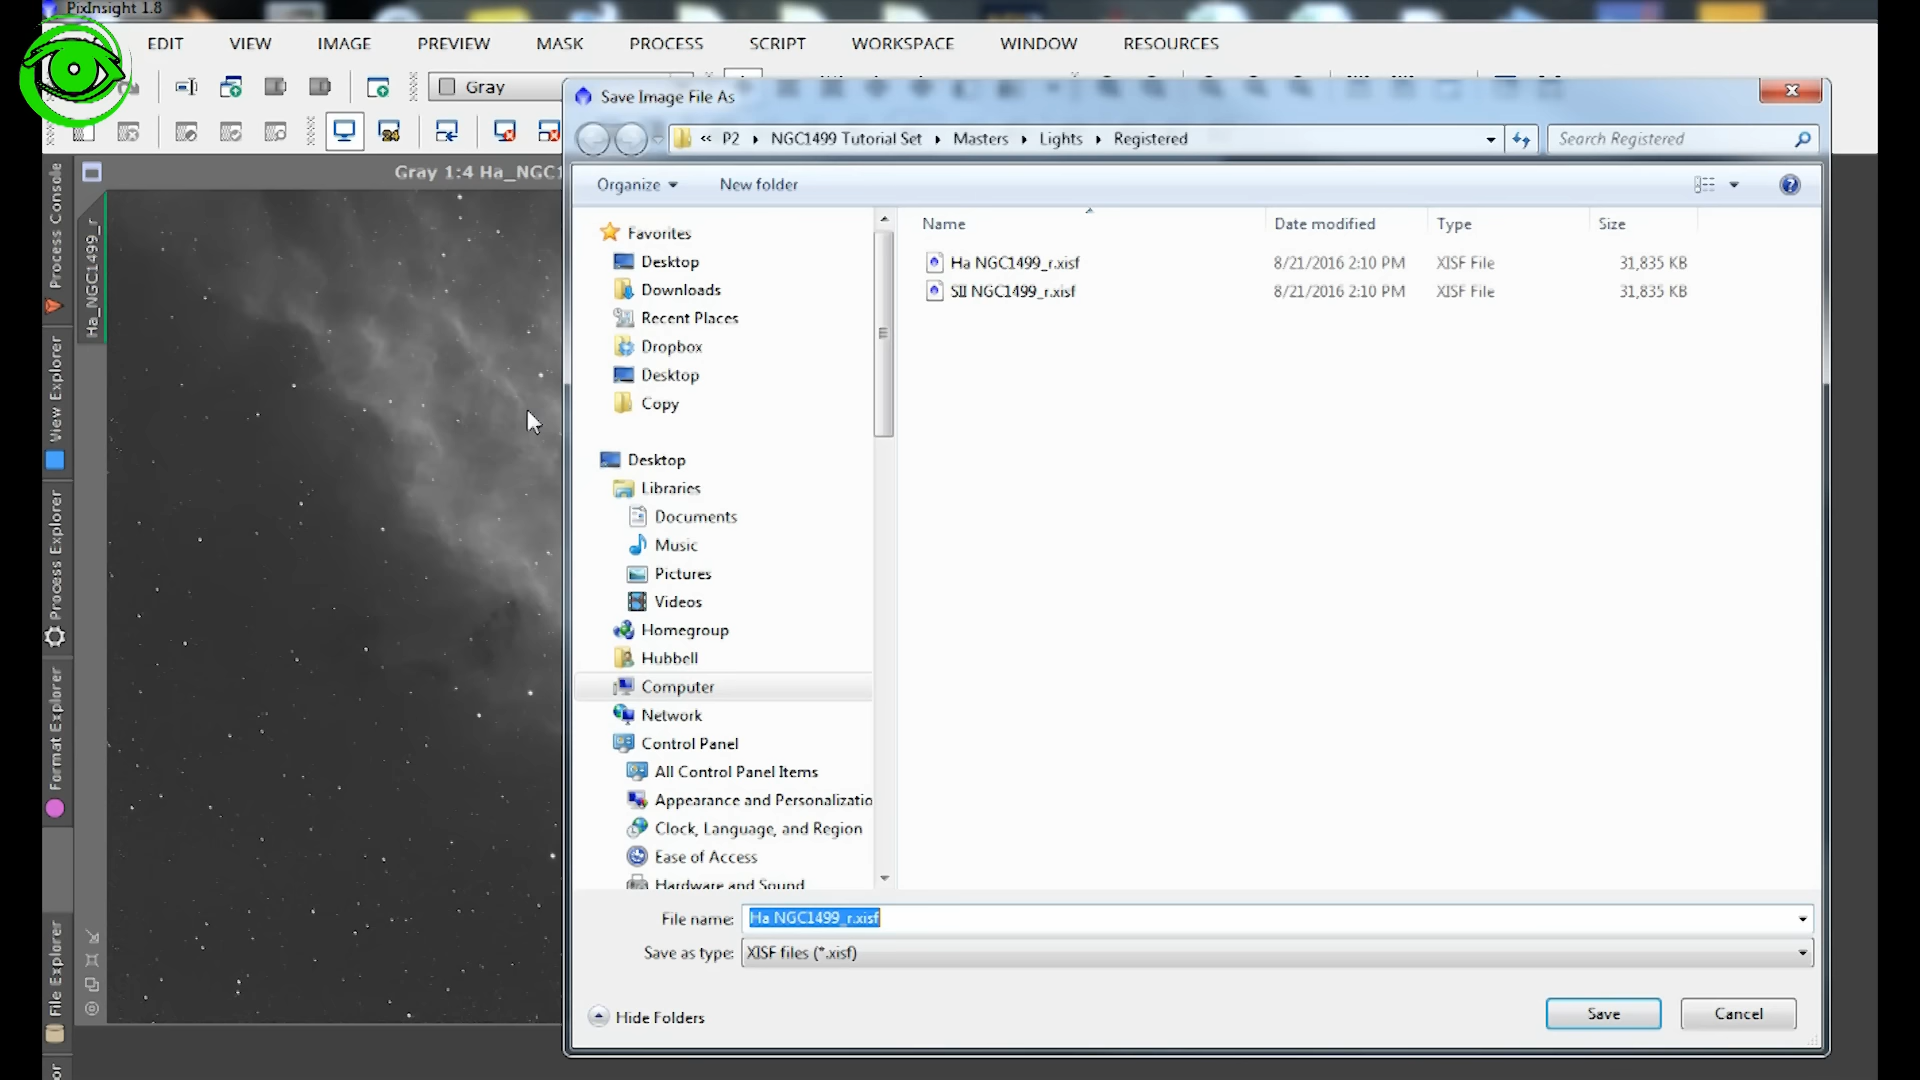 PixInsight 1.8
EDIT VIEW IMAGE PREVIEW MASK PROCESS SCRIPT WORKSPACE WINDOW RESOURCES
Gray
Gray 1:4 Ha_NGC1
Ha_NGC1499_r
Process Console
View Explorer
Process Explorer
Format Explorer
File Explorer
Save Image File As
« P2 NGC1499 Tutorial Set Masters Lights Registered
Search Registered
Organize New folder
Favorites
Desktop
Downloads
Recent Places
Dropbox
Desktop
Copy
Desktop
Libraries
Documents
Music
Pictures
Videos
Homegroup
Hubbell
Computer
Network
Control Panel
All Control Panel Items
Appearance and Personalizatio
Clock, Language, and Region
Ease of Access
Hardware and Sound
Name Date modified Type Size
Ha NGC1499_r.xisf 8/21/2016 2:10 PM XISF File 31,835 KB
SII NGC1499_r.xisf 8/21/2016 2:10 PM XISF File 31,835 KB
File name: Ha NGC1499_r.xisf
Save as type: XISF files (*.xisf)
Hide Folders
Save Cancel